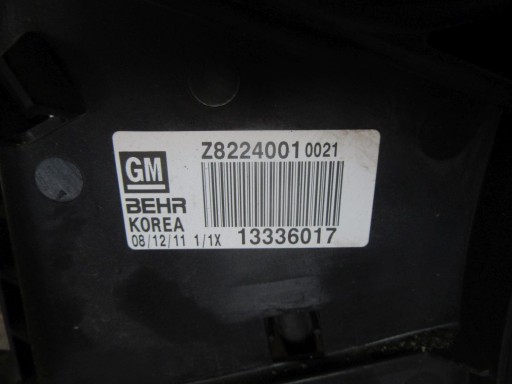 Z8224001 0021
GM
BEHR
KOREA
08/12/11 1/1X 13336017